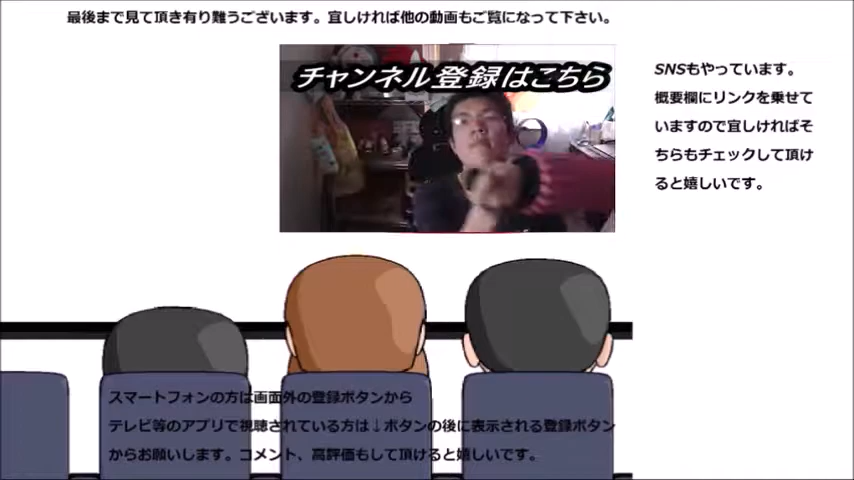 最後まで見て頂き有り難うございます。宜しければ他の動画もご覧になって下さい。
チャンネル登録はこちら
SNSもやっています。
概要欄にリンクを乗せて
いますので宜しければそ
ちらもチェックして頂け
ると嬉しいです。
スマートフォンの方は画面外の登録ボタンから
テレビ等のアプリで視聴されている方は↓ボタンの後に表示される登録ボタン
からお願いします。コメント、高評価もして頂けると嬉しいです。